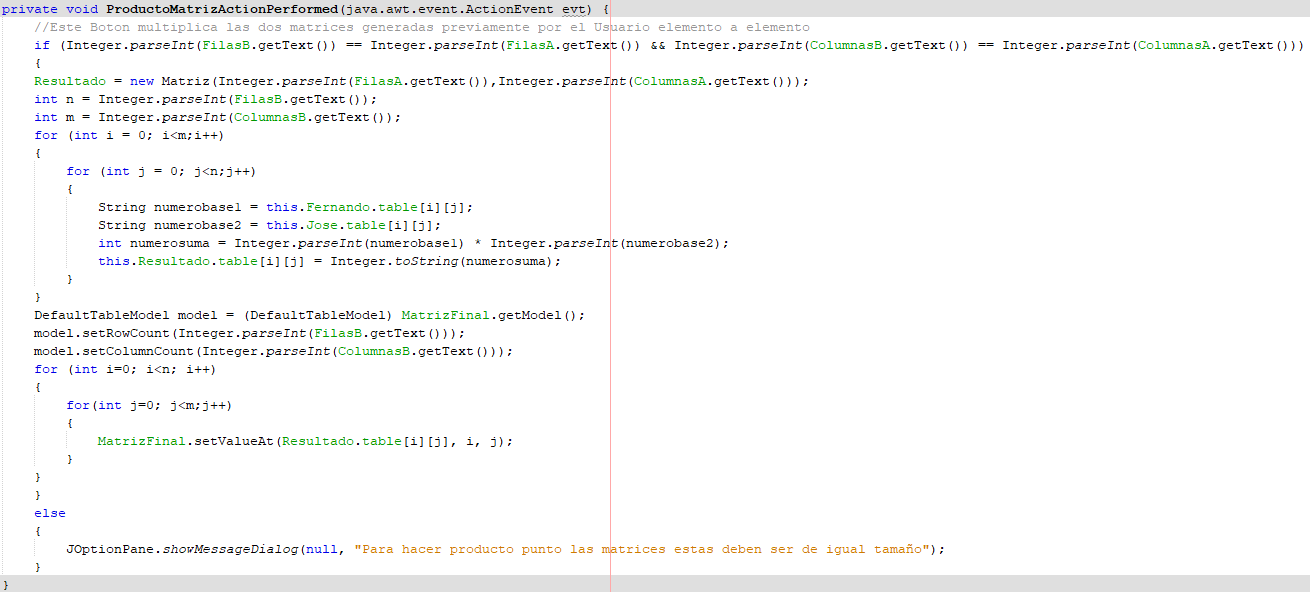 private void ProductoMatrizActionPerformed(java.awt.event.ActionEvent evt) {
    //Este Boton multiplica las dos matrices generadas previamente por el Usuario elemento a elemento
    if (Integer.parseInt(FilasB.getText()) == Integer.parseInt(FilasA.getText()) && Integer.parseInt(ColumnasB.getText()) == Integer.parseInt(ColumnasA.getText()))
    {
    Resultado = new Matriz(Integer.parseInt(FilasA.getText()),Integer.parseInt(ColumnasA.getText()));
    int n = Integer.parseInt(FilasB.getText());
    int m = Integer.parseInt(ColumnasB.getText());
    for (int i = 0; i<m;i++)
    {
        for (int j = 0; j<n;j++)
        {
            String numerobase1 = this.Fernando.table[i][j];
            String numerobase2 = this.Jose.table[i][j];
            int numerosuma = Integer.parseInt(numerobase1) * Integer.parseInt(numerobase2);
            this.Resultado.table[i][j] = Integer.toString(numerosuma);
        }
    }
    DefaultTableModel model = (DefaultTableModel) MatrizFinal.getModel();
    model.setRowCount(Integer.parseInt(FilasB.getText()));
    model.setColumnCount(Integer.parseInt(ColumnasB.getText()));
    for (int i=0; i<n; i++)
    {
        for(int j=0; j<m;j++)
        {
            MatrizFinal.setValueAt(Resultado.table[i][j], i, j);
        }
    }
    }
    else
    {
        JOptionPane.showMessageDialog(null, "Para hacer producto punto las matrices estas deben ser de igual tamaño");
    }
}